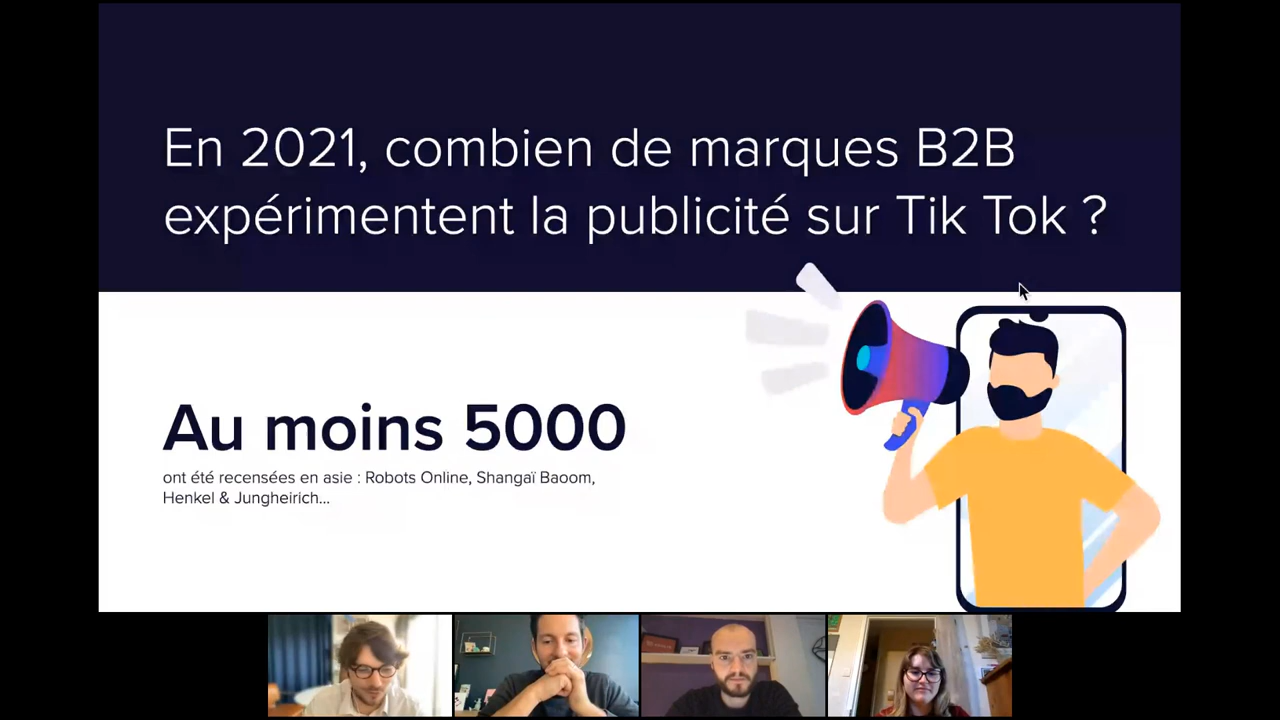 En 2021, combien de marques B2B
expérimentent la publicité sur Tik Tok ?
Au moins 5000
ont été recensées en asie : Robots Online, Shangaï Baoom,
Henkel & Jungheirich...